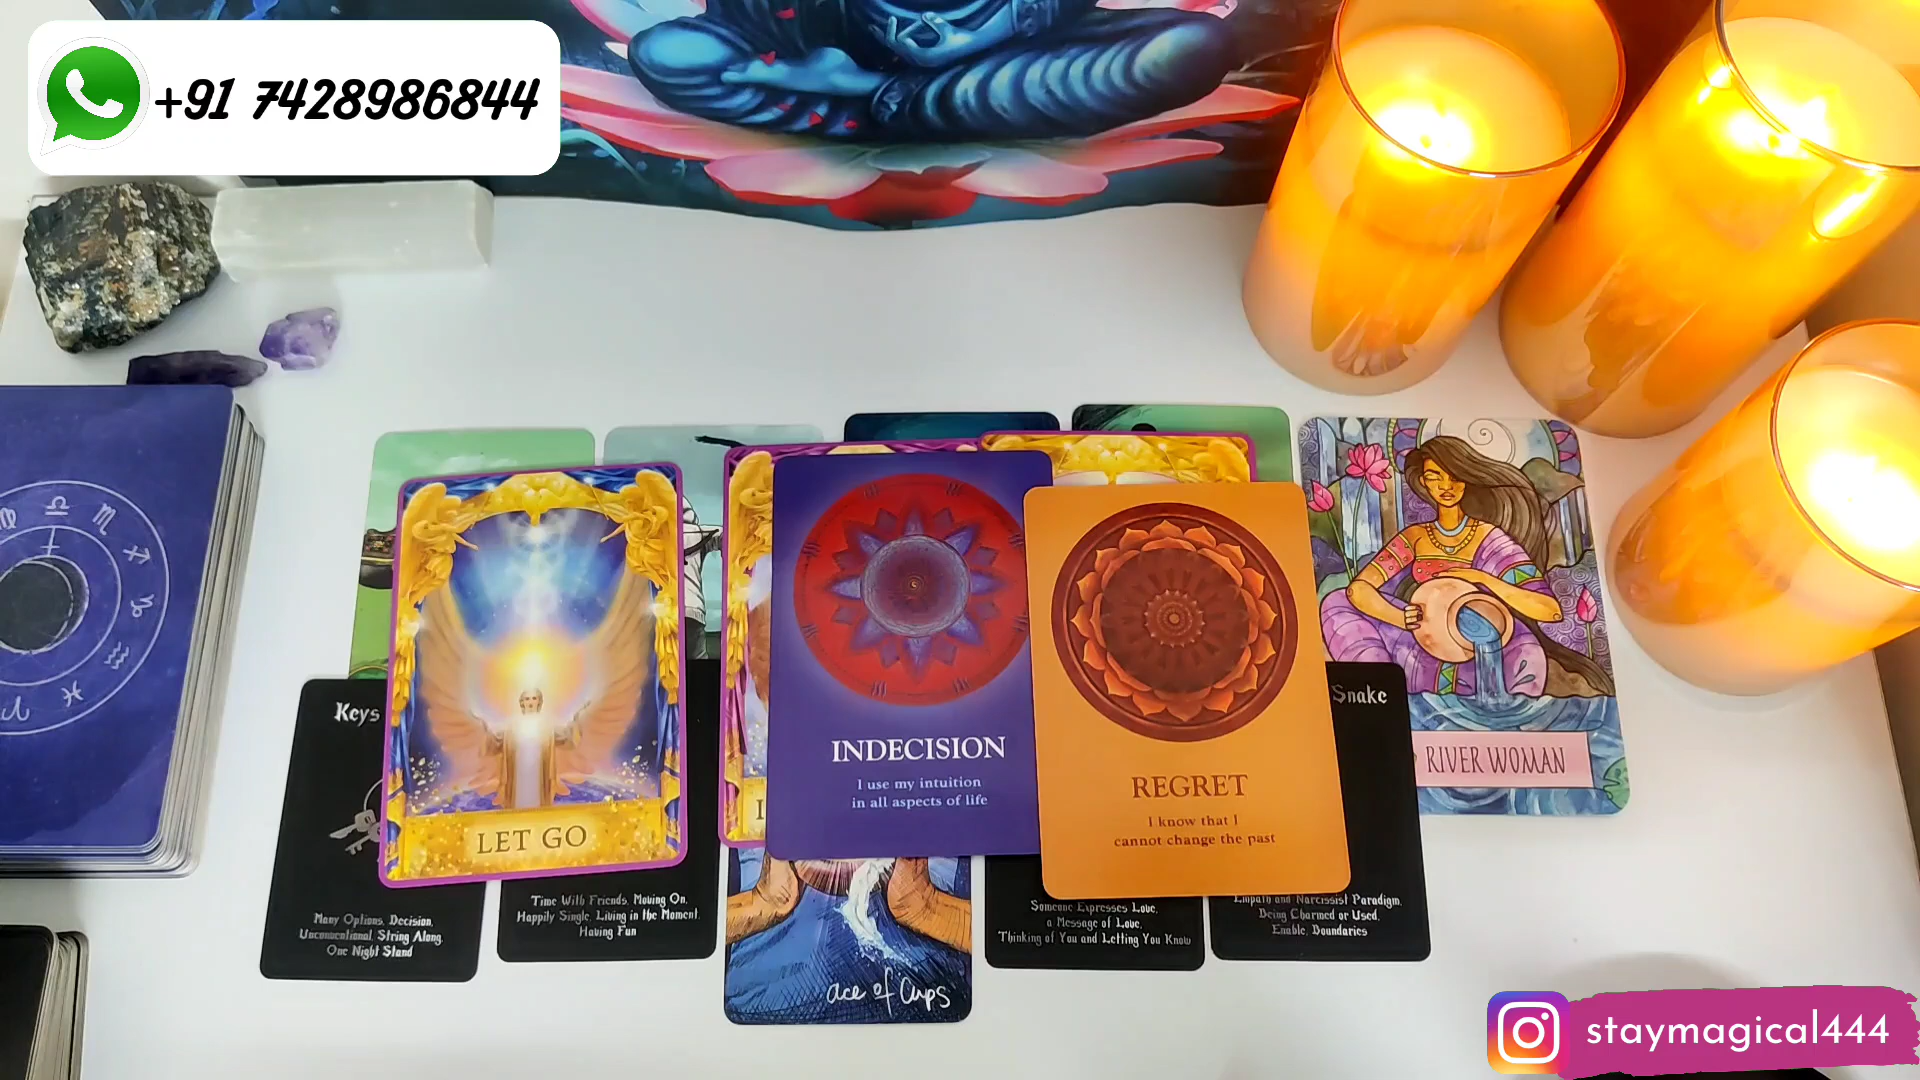 +91 7428986844
Keys
Snake
RIVER WOMAN
INDECISION
I use my intuition
in all aspects of life
REGRET
I know that I
cannot change the past
LET GO
Many Options, Decision,
Unconventional, String Along,
One Night Stand
Time With Friends, Moving On,
Happily Single, Living in the Moment,
Having Fun
ace of Cups
Someone Expresses Love,
a Message of Love,
Thinking of You and Letting You Know
Empath and Narcissist Paradigm,
Being Charmed or Used,
Enable, Boundaries
staymagical444